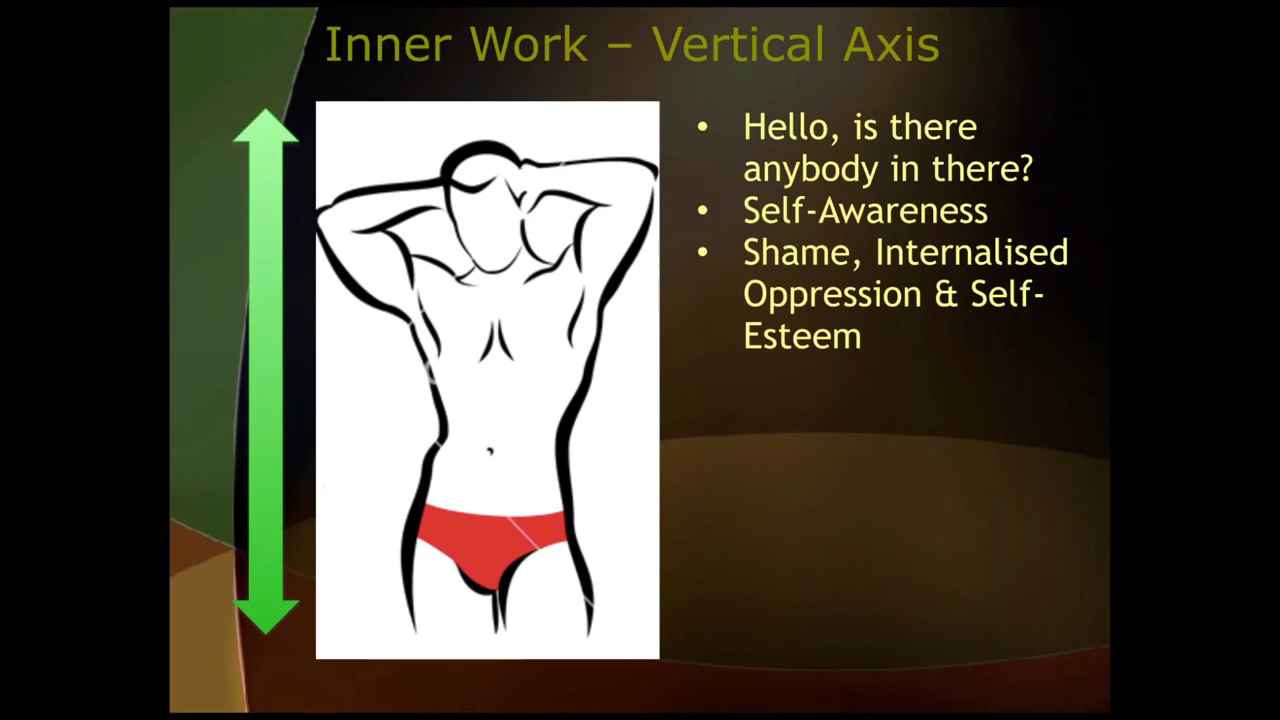 Inner Work – Vertical Axis
• Hello, is there
anybody in there?
• Self-Awareness
• Shame, Internalised
Oppression & Self-
Esteem